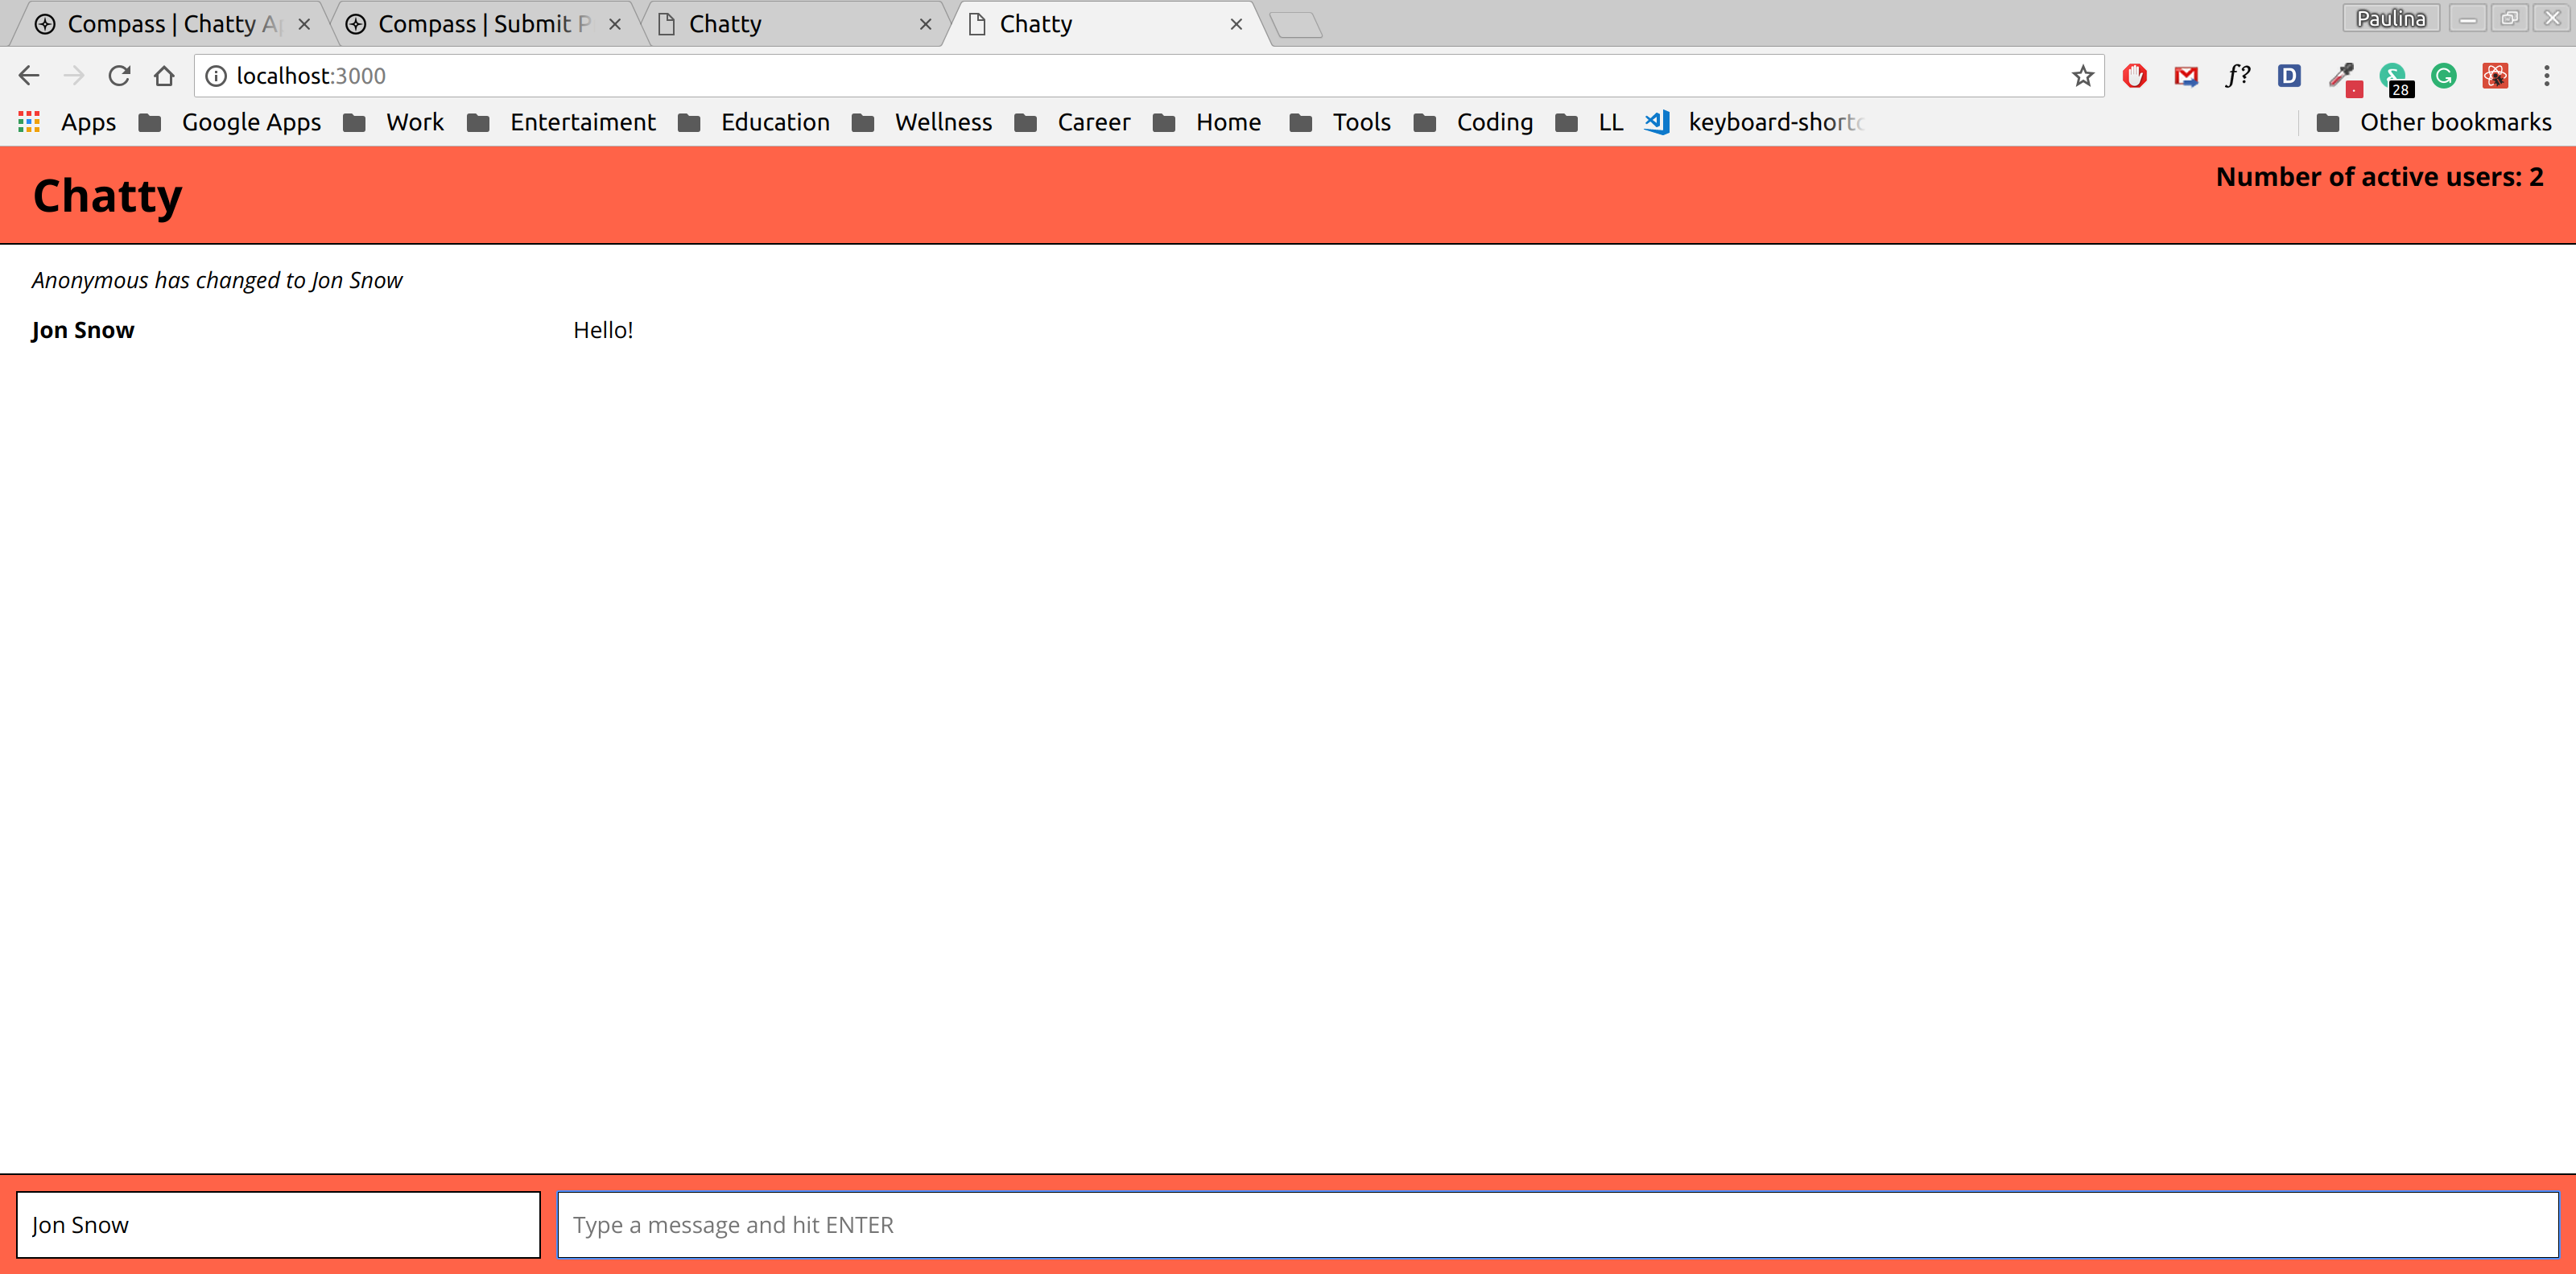 Compass | Chatty A
Compass | Submit P
Chatty
Chatty
Paulina
localhost:3000
f?
D
28
G
Apps
Google Apps
Work
Entertaiment
Education
Wellness
Career
Home
Tools
Coding
LL
keyboard-shortc
Other bookmarks
Chatty
Number of active users: 2
Anonymous has changed to Jon Snow
Jon Snow Hello!
Jon Snow
Type a message and hit ENTER